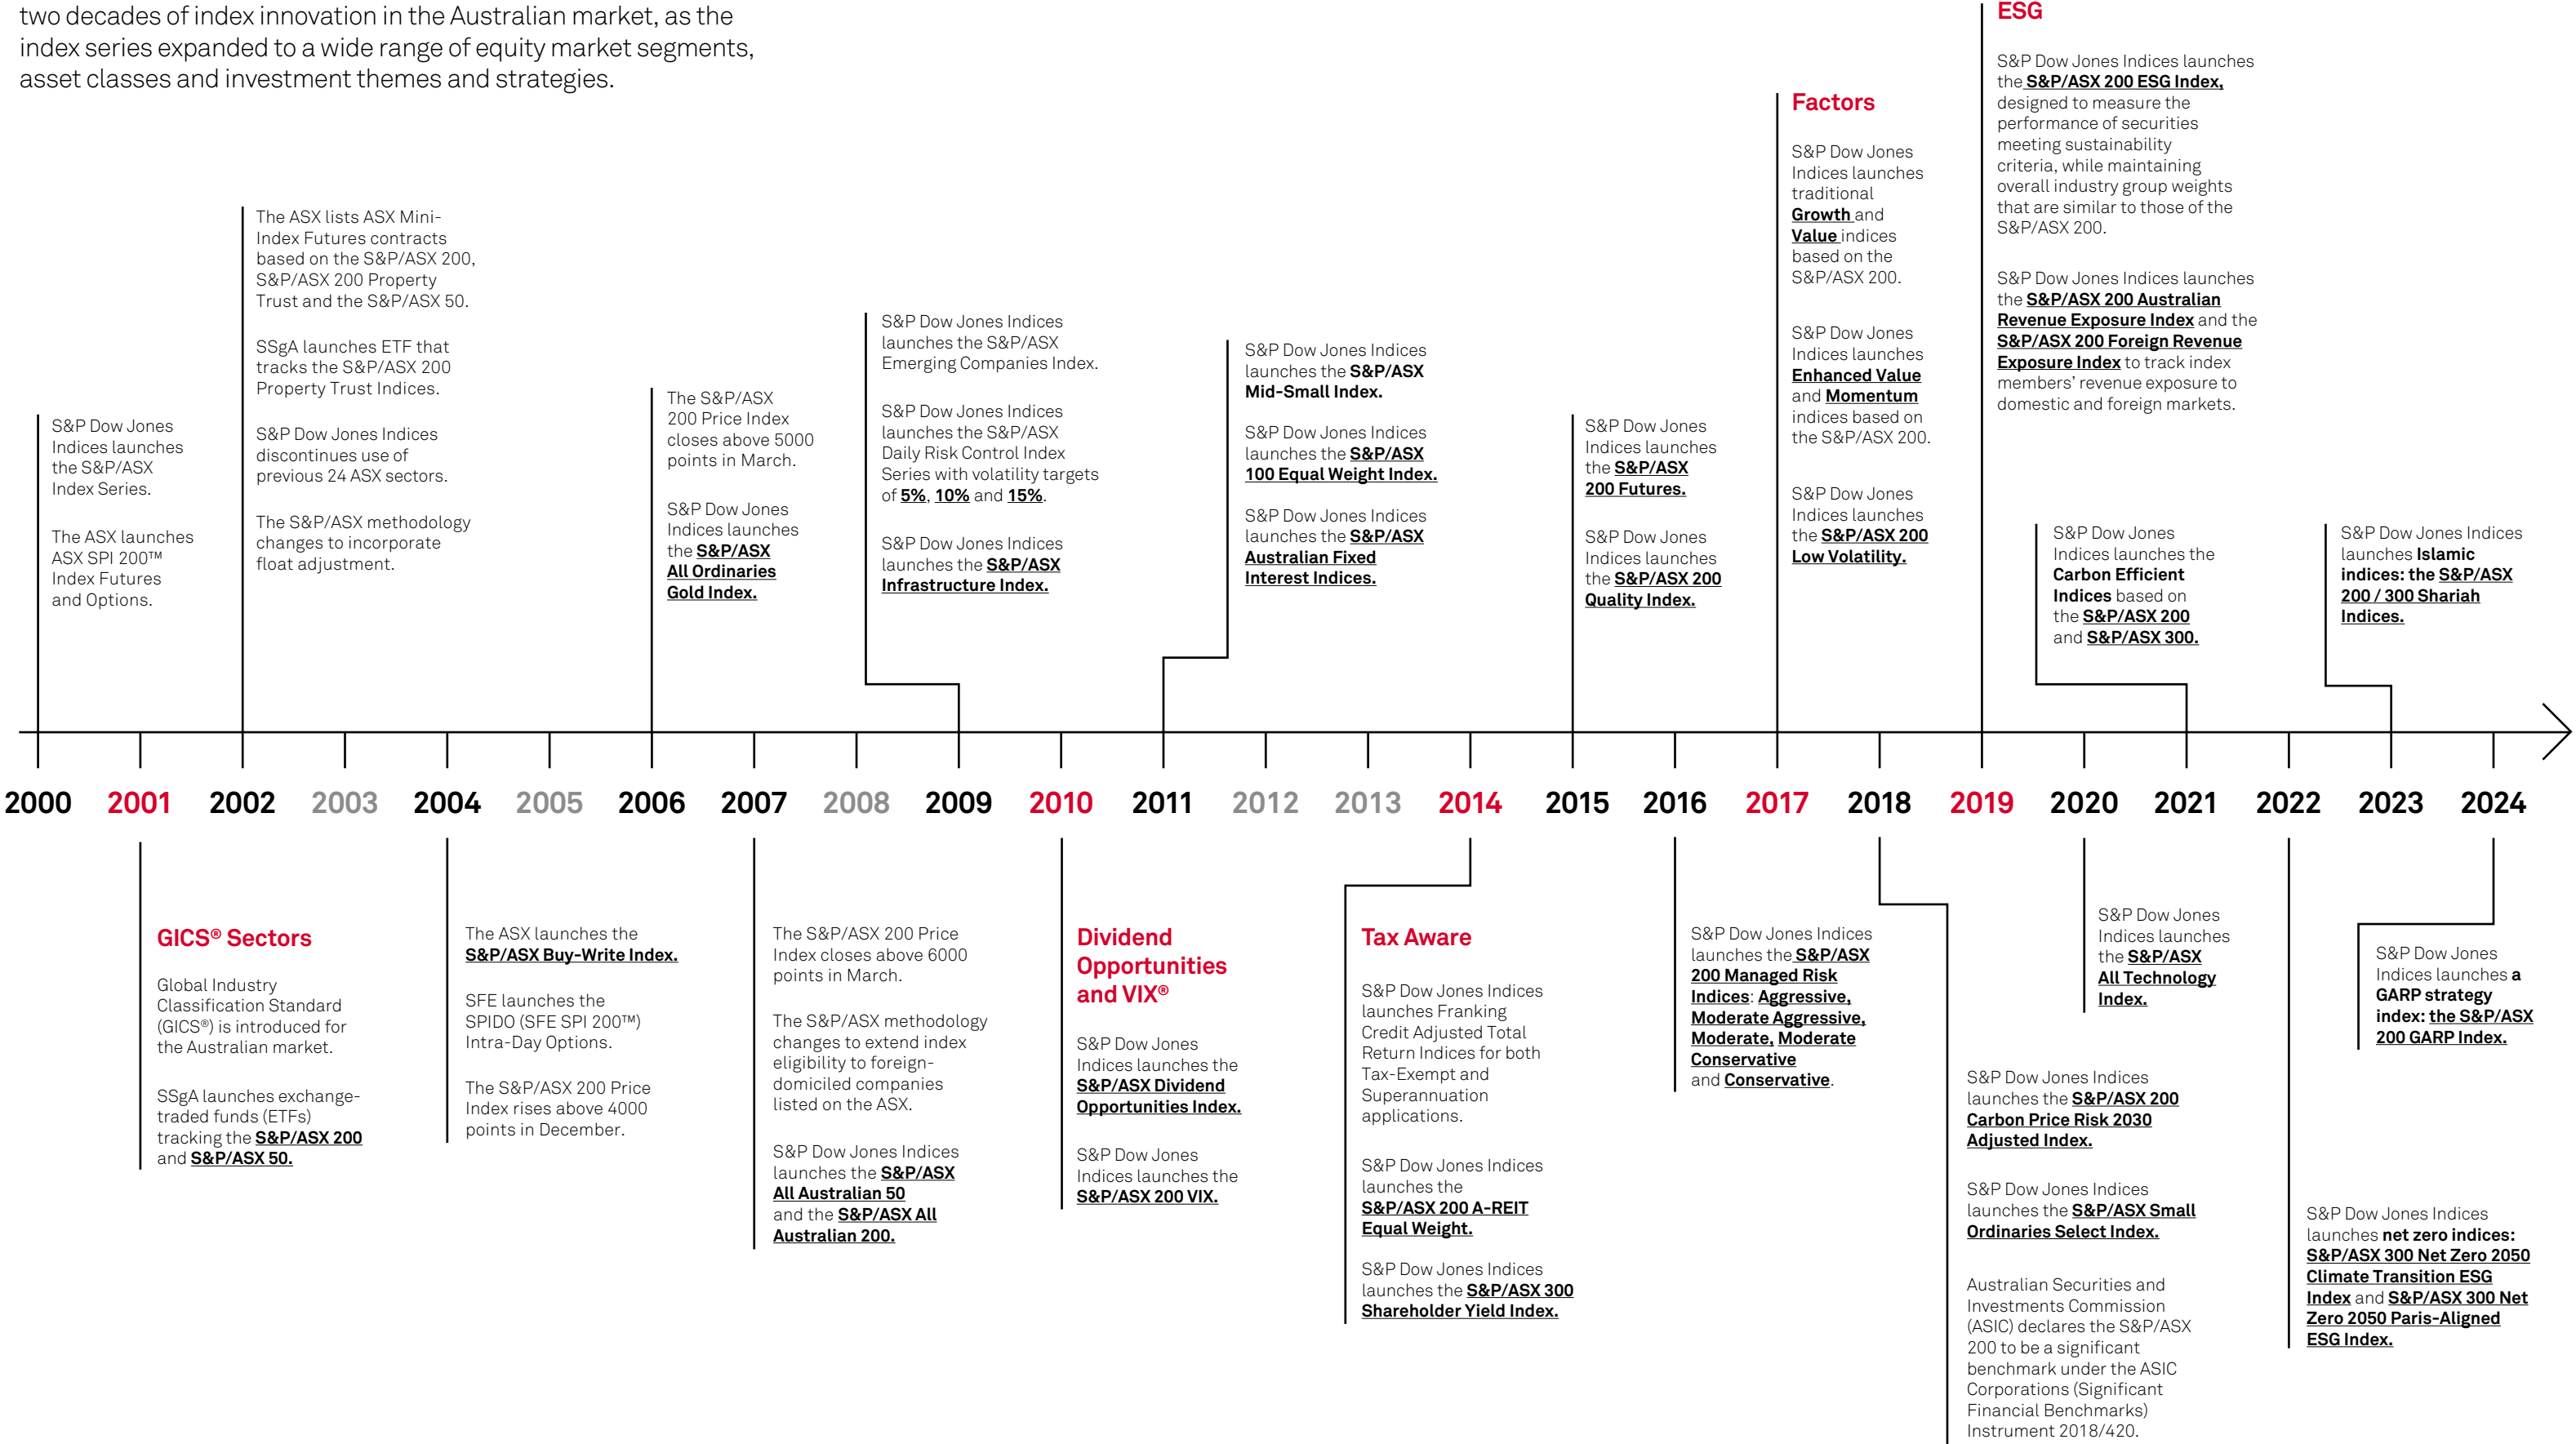 two decades of index innovation in the Australian market, as the
index series expanded to a wide range of equity market segments,
asset classes and investment themes and strategies.
S&P Dow Jones
Indices launches
the S&P/ASX
Index Series.
The ASX launches
ASX SPI 200™
Index Futures
and Options.
The ASX lists ASX Mini-
Index Futures contracts
based on the S&P/ASX 200,
S&P/ASX 200 Property
Trust and the S&P/ASX 50.
SSgA launches ETF that
tracks the S&P/ASX 200
Property Trust Indices.
S&P Dow Jones Indices
discontinues use of
previous 24 ASX sectors.
The S&P/ASX methodology
changes to incorporate
float adjustment.
The S&P/ASX
200 Price Index
closes above 5000
points in March.
S&P Dow Jones
Indices launches
the S&P/ASX
All Ordinaries
Gold Index.
S&P Dow Jones Indices
launches the S&P/ASX
Emerging Companies Index.
S&P Dow Jones Indices
launches the S&P/ASX
Daily Risk Control Index
Series with volatility targets
of 5%, 10% and 15%.
S&P Dow Jones Indices
launches the S&P/ASX
Infrastructure Index.
S&P Dow Jones Indices
launches the S&P/ASX
Mid-Small Index.
S&P Dow Jones Indices
launches the S&P/ASX
100 Equal Weight Index.
S&P Dow Jones Indices
launches the S&P/ASX
Australian Fixed
Interest Indices.
S&P Dow Jones
Indices launches
the S&P/ASX
200 Futures.
S&P Dow Jones
Indices launches
the S&P/ASX 200
Quality Index.
Factors
S&P Dow Jones
Indices launches
traditional
Growth and
Value indices
based on the
S&P/ASX 200.
S&P Dow Jones
Indices launches
Enhanced Value
and Momentum
indices based on
the S&P/ASX 200.
S&P Dow Jones
Indices launches
the S&P/ASX 200
Low Volatility.
ESG
S&P Dow Jones Indices launches
the S&P/ASX 200 ESG Index,
designed to measure the
performance of securities
meeting sustainability
criteria, while maintaining
overall industry group weights
that are similar to those of the
S&P/ASX 200.
S&P Dow Jones Indices launches
the S&P/ASX 200 Australian
Revenue Exposure Index and the
S&P/ASX 200 Foreign Revenue
Exposure Index to track index
members' revenue exposure to
domestic and foreign markets.
S&P Dow Jones
Indices launches the
Carbon Efficient
Indices based on
the S&P/ASX 200
and S&P/ASX 300.
S&P Dow Jones Indices
launches Islamic
indices: the S&P/ASX
200 / 300 Shariah
Indices.
2000 2001 2002 2003 2004 2005 2006 2007 2008 2009 2010 2011 2012 2013 2014 2015 2016 2017 2018 2019 2020 2021 2022 2023 2024
GICS® Sectors
Global Industry
Classification Standard
(GICS®) is introduced for
the Australian market.
SSgA launches exchange-
traded funds (ETFs)
tracking the S&P/ASX 200
and S&P/ASX 50.
The ASX launches the
S&P/ASX Buy-Write Index.
SFE launches the
SPIDO (SFE SPI 200™)
Intra-Day Options.
The S&P/ASX 200 Price
Index rises above 4000
points in December.
The S&P/ASX 200 Price
Index closes above 6000
points in March.
The S&P/ASX methodology
changes to extend index
eligibility to foreign-
domiciled companies
listed on the ASX.
S&P Dow Jones Indices
launches the S&P/ASX
All Australian 50
and the S&P/ASX All
Australian 200.
Dividend
Opportunities
and VIX®
S&P Dow Jones
Indices launches the
S&P/ASX Dividend
Opportunities Index.
S&P Dow Jones
Indices launches the
S&P/ASX 200 VIX.
Tax Aware
S&P Dow Jones Indices
launches Franking
Credit Adjusted Total
Return Indices for both
Tax-Exempt and
Superannuation
applications.
S&P Dow Jones Indices
launches the
S&P/ASX 200 A-REIT
Equal Weight.
S&P Dow Jones Indices
launches the S&P/ASX 300
Shareholder Yield Index.
S&P Dow Jones Indices
launches the S&P/ASX
200 Managed Risk
Indices: Aggressive,
Moderate Aggressive,
Moderate, Moderate
Conservative
and Conservative.
S&P Dow Jones Indices
launches the S&P/ASX 200
Carbon Price Risk 2030
Adjusted Index.
S&P Dow Jones Indices
launches the S&P/ASX Small
Ordinaries Select Index.
Australian Securities and
Investments Commission
(ASIC) declares the S&P/ASX
200 to be a significant
benchmark under the ASIC
Corporations (Significant
Financial Benchmarks)
Instrument 2018/420.
S&P Dow Jones
Indices launches
the S&P/ASX
All Technology
Index.
S&P Dow Jones Indices
launches net zero indices:
S&P/ASX 300 Net Zero 2050
Climate Transition ESG
Index and S&P/ASX 300 Net
Zero 2050 Paris-Aligned
ESG Index.
S&P Dow Jones
Indices launches a
GARP strategy
index: the S&P/ASX
200 GARP Index.